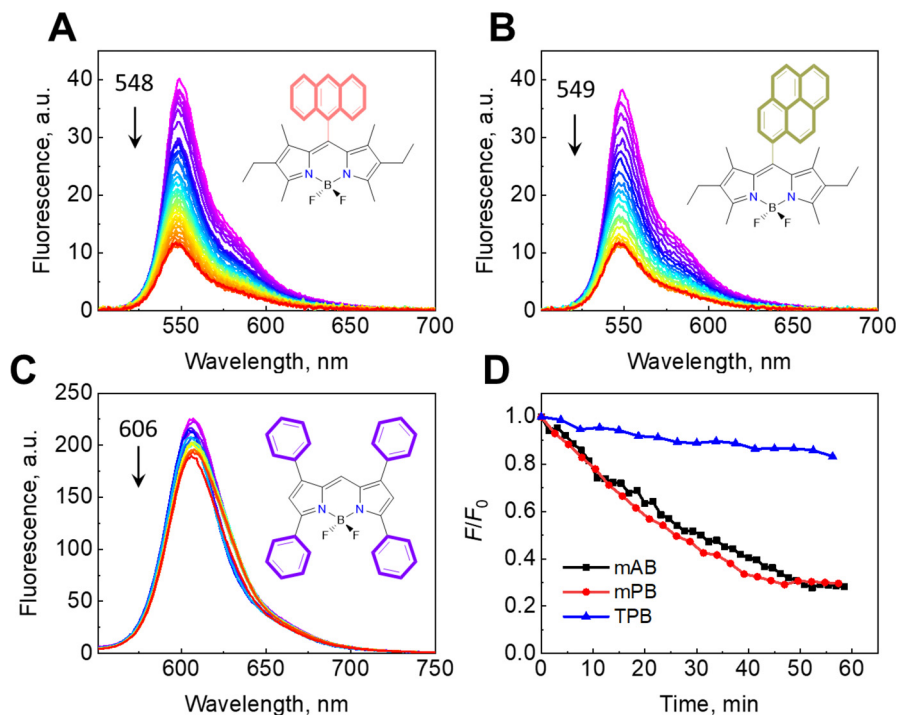 A
Fluorescence, a.u.
40
30
20
10
0
548
N
N
B
F
F
550
600
650
700
Wavelength, nm
B
Fluorescence, a.u.
40
30
20
10
0
549
N
N
B
F
F
550
600
650
700
Wavelength, nm
C
Fluorescence, a.u.
250
200
150
100
50
0
606
N
N
B
F
F
600
650
700
750
Wavelength, nm
D
F/F0
1.0
0.8
0.6
0.4
0.2
0.0
mAB
mPB
TPB
0
10
20
30
40
50
60
Time, min